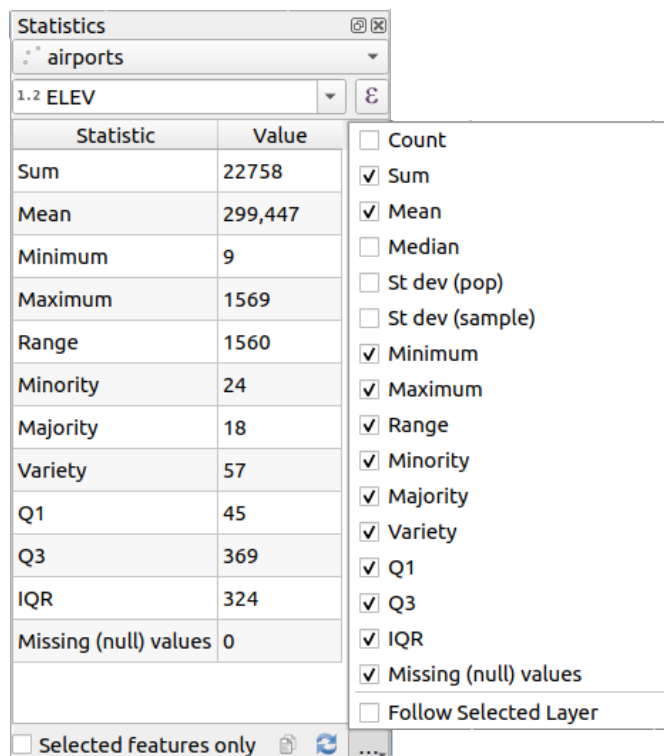 Statistics
airports
1.2 ELEV
ε
Statistic Value
Sum 22758
Mean 299,447
Minimum 9
Maximum 1569
Range 1560
Minority 24
Majority 18
Variety 57
Q1 45
Q3 369
IQR 324
Missing (null) values 0
Selected features only
...
Count
Sum
Mean
Median
St dev (pop)
St dev (sample)
Minimum
Maximum
Range
Minority
Majority
Variety
Q1
Q3
IQR
Missing (null) values
Follow Selected Layer